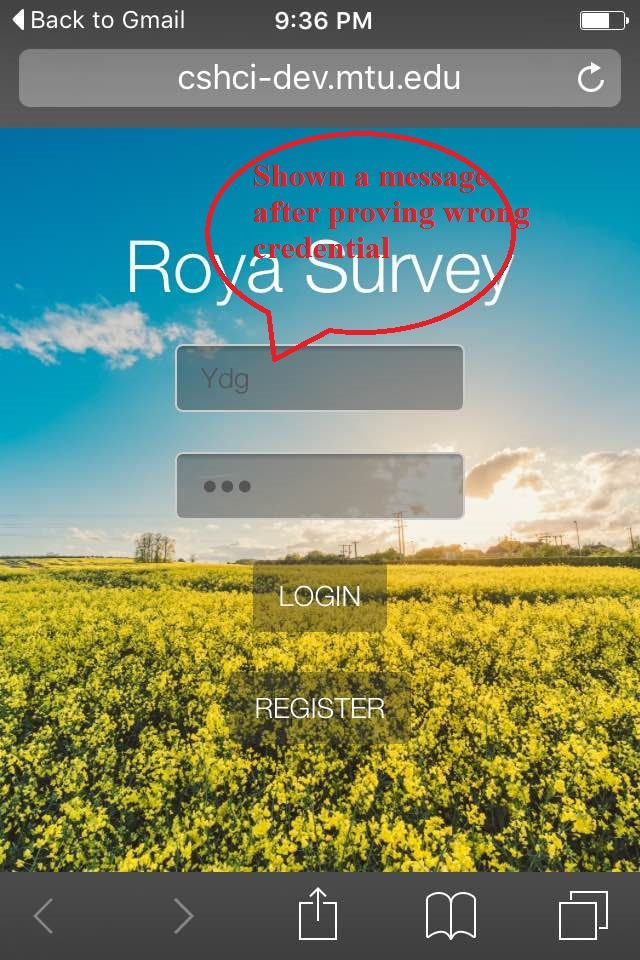 Back to Gmail
9:36 PM
cshci-dev.mtu.edu
Shown a message
after proving wrong
credential
Roya Survey
Ydg
LOGIN
REGISTER